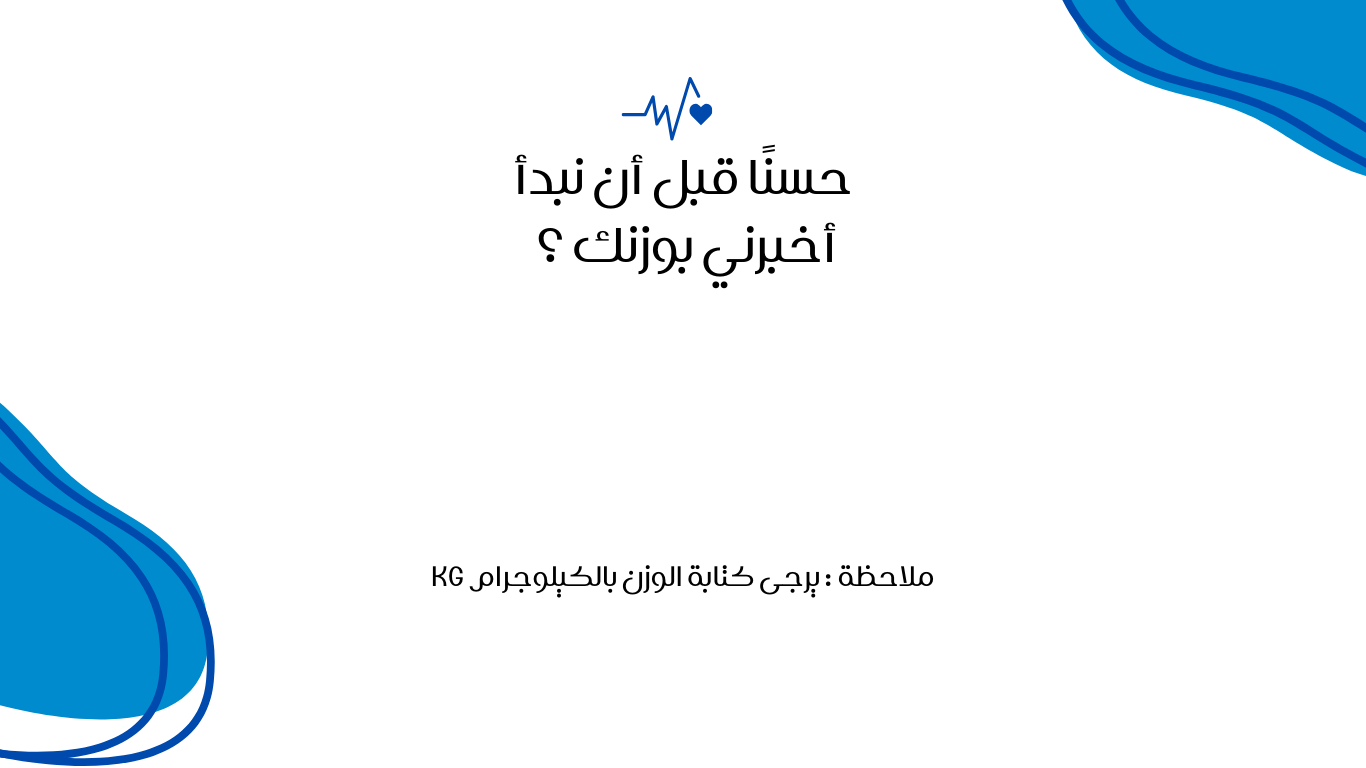 حسنًا قبل أن نبدأ
أخبرني بوزنك ؟
ملاحظة : يرجى كتابة الوزن بالكيلوجرام KG